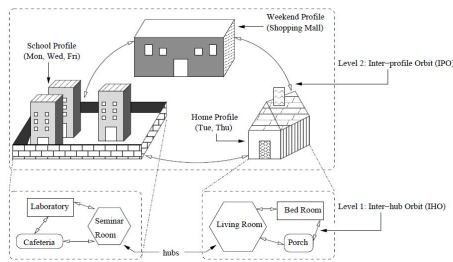 Weekend Profile
(Shopping Mall)
School Profile
(Mon, Wed, Fri)
Level 2: Inter-profile Orbit (IPO)
Home Profile
(Tue, Thu)
Laboratory
Seminar
Room
Cafeteria
hubs
Living Room
Bed Room
Porch
Level 1: Inter-hub Orbit (IHO)